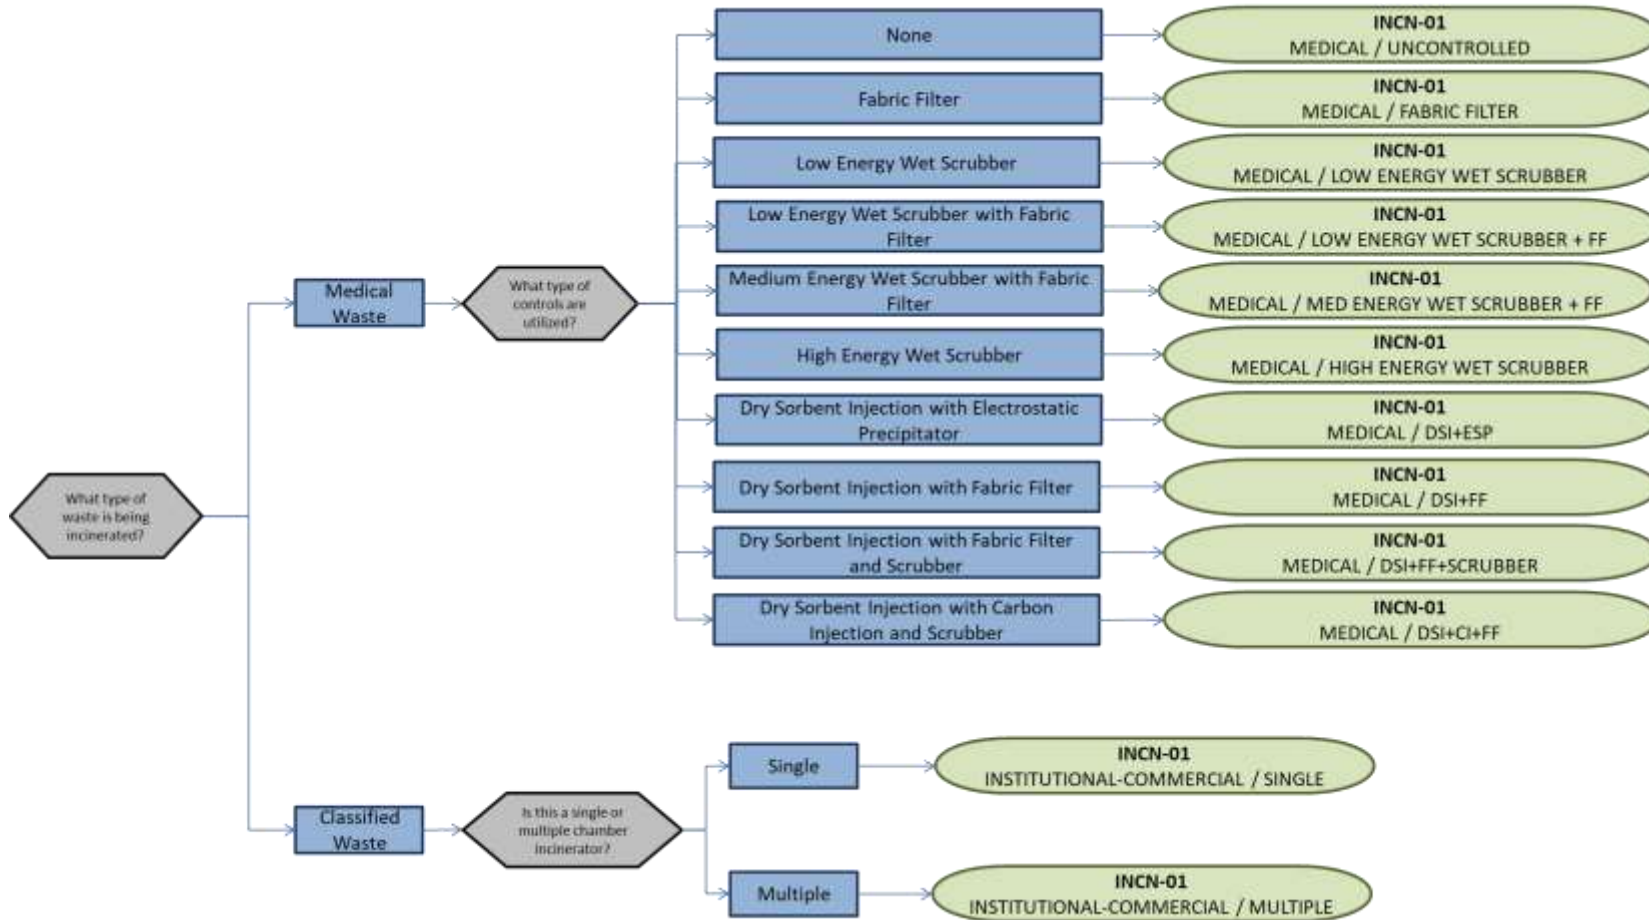 None
INCN-01
MEDICAL / UNCONTROLLED
Fabric Filter
INCN-01
MEDICAL / FABRIC FILTER
Low Energy Wet Scrubber
INCN-01
MEDICAL / LOW ENERGY WET SCRUBBER
Low Energy Wet Scrubber with Fabric
Filter
INCN-01
MEDICAL / LOW ENERGY WET SCRUBBER + FF
Medical
Waste
What type of
controls are
utilized?
Medium Energy Wet Scrubber with Fabric
Filter
INCN-01
MEDICAL / MED ENERGY WET SCRUBBER + FF
High Energy Wet Scrubber
INCN-01
MEDICAL / HIGH ENERGY WET SCRUBBER
Dry Sorbent Injection with Electrostatic
Precipitator
INCN-01
MEDICAL / DSI+ESP
What type of
waste is being
incinerated?
Dry Sorbent Injection with Fabric Filter
INCN-01
MEDICAL / DSI+FF
Dry Sorbent Injection with Fabric Filter
and Scrubber
INCN-01
MEDICAL / DSI+FF+SCRUBBER
Dry Sorbent Injection with Carbon
Injection and Scrubber
INCN-01
MEDICAL / DSI+CI+FF
Single
INCN-01
INSTITUTIONAL-COMMERCIAL / SINGLE
Classified
Waste
Is this a single or
multiple chamber
incinerator?
Multiple
INCN-01
INSTITUTIONAL-COMMERCIAL / MULTIPLE